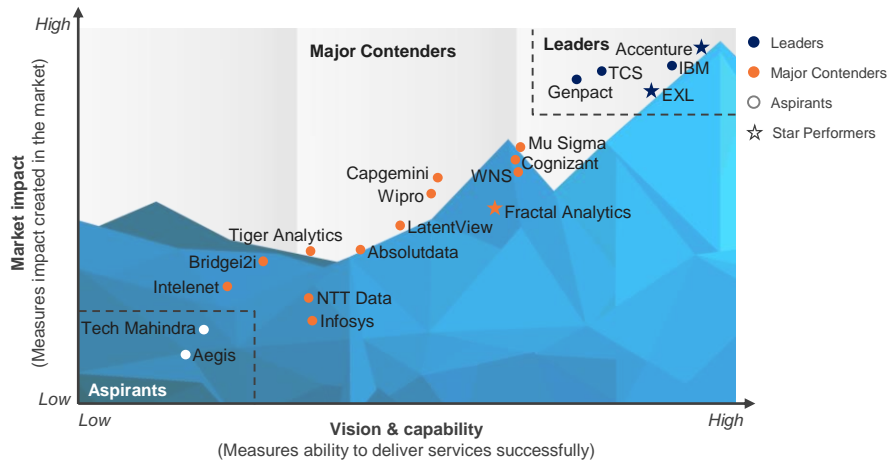 High
Major Contenders
Leaders
Accenture
TCS
IBM
Genpact
EXL
Leaders
Major Contenders
Aspirants
Star Performers
Mu Sigma
Cognizant
WNS
Capgemini
Wipro
Fractal Analytics
LatentView
Tiger Analytics
Absolutdata
Bridgei2i
Intelenet
NTT Data
Infosys
Tech Mahindra
Aegis
Aspirants
Market impact
(Measures impact created in the market)
Low
Low
High
Vision & capability
(Measures ability to deliver services successfully)